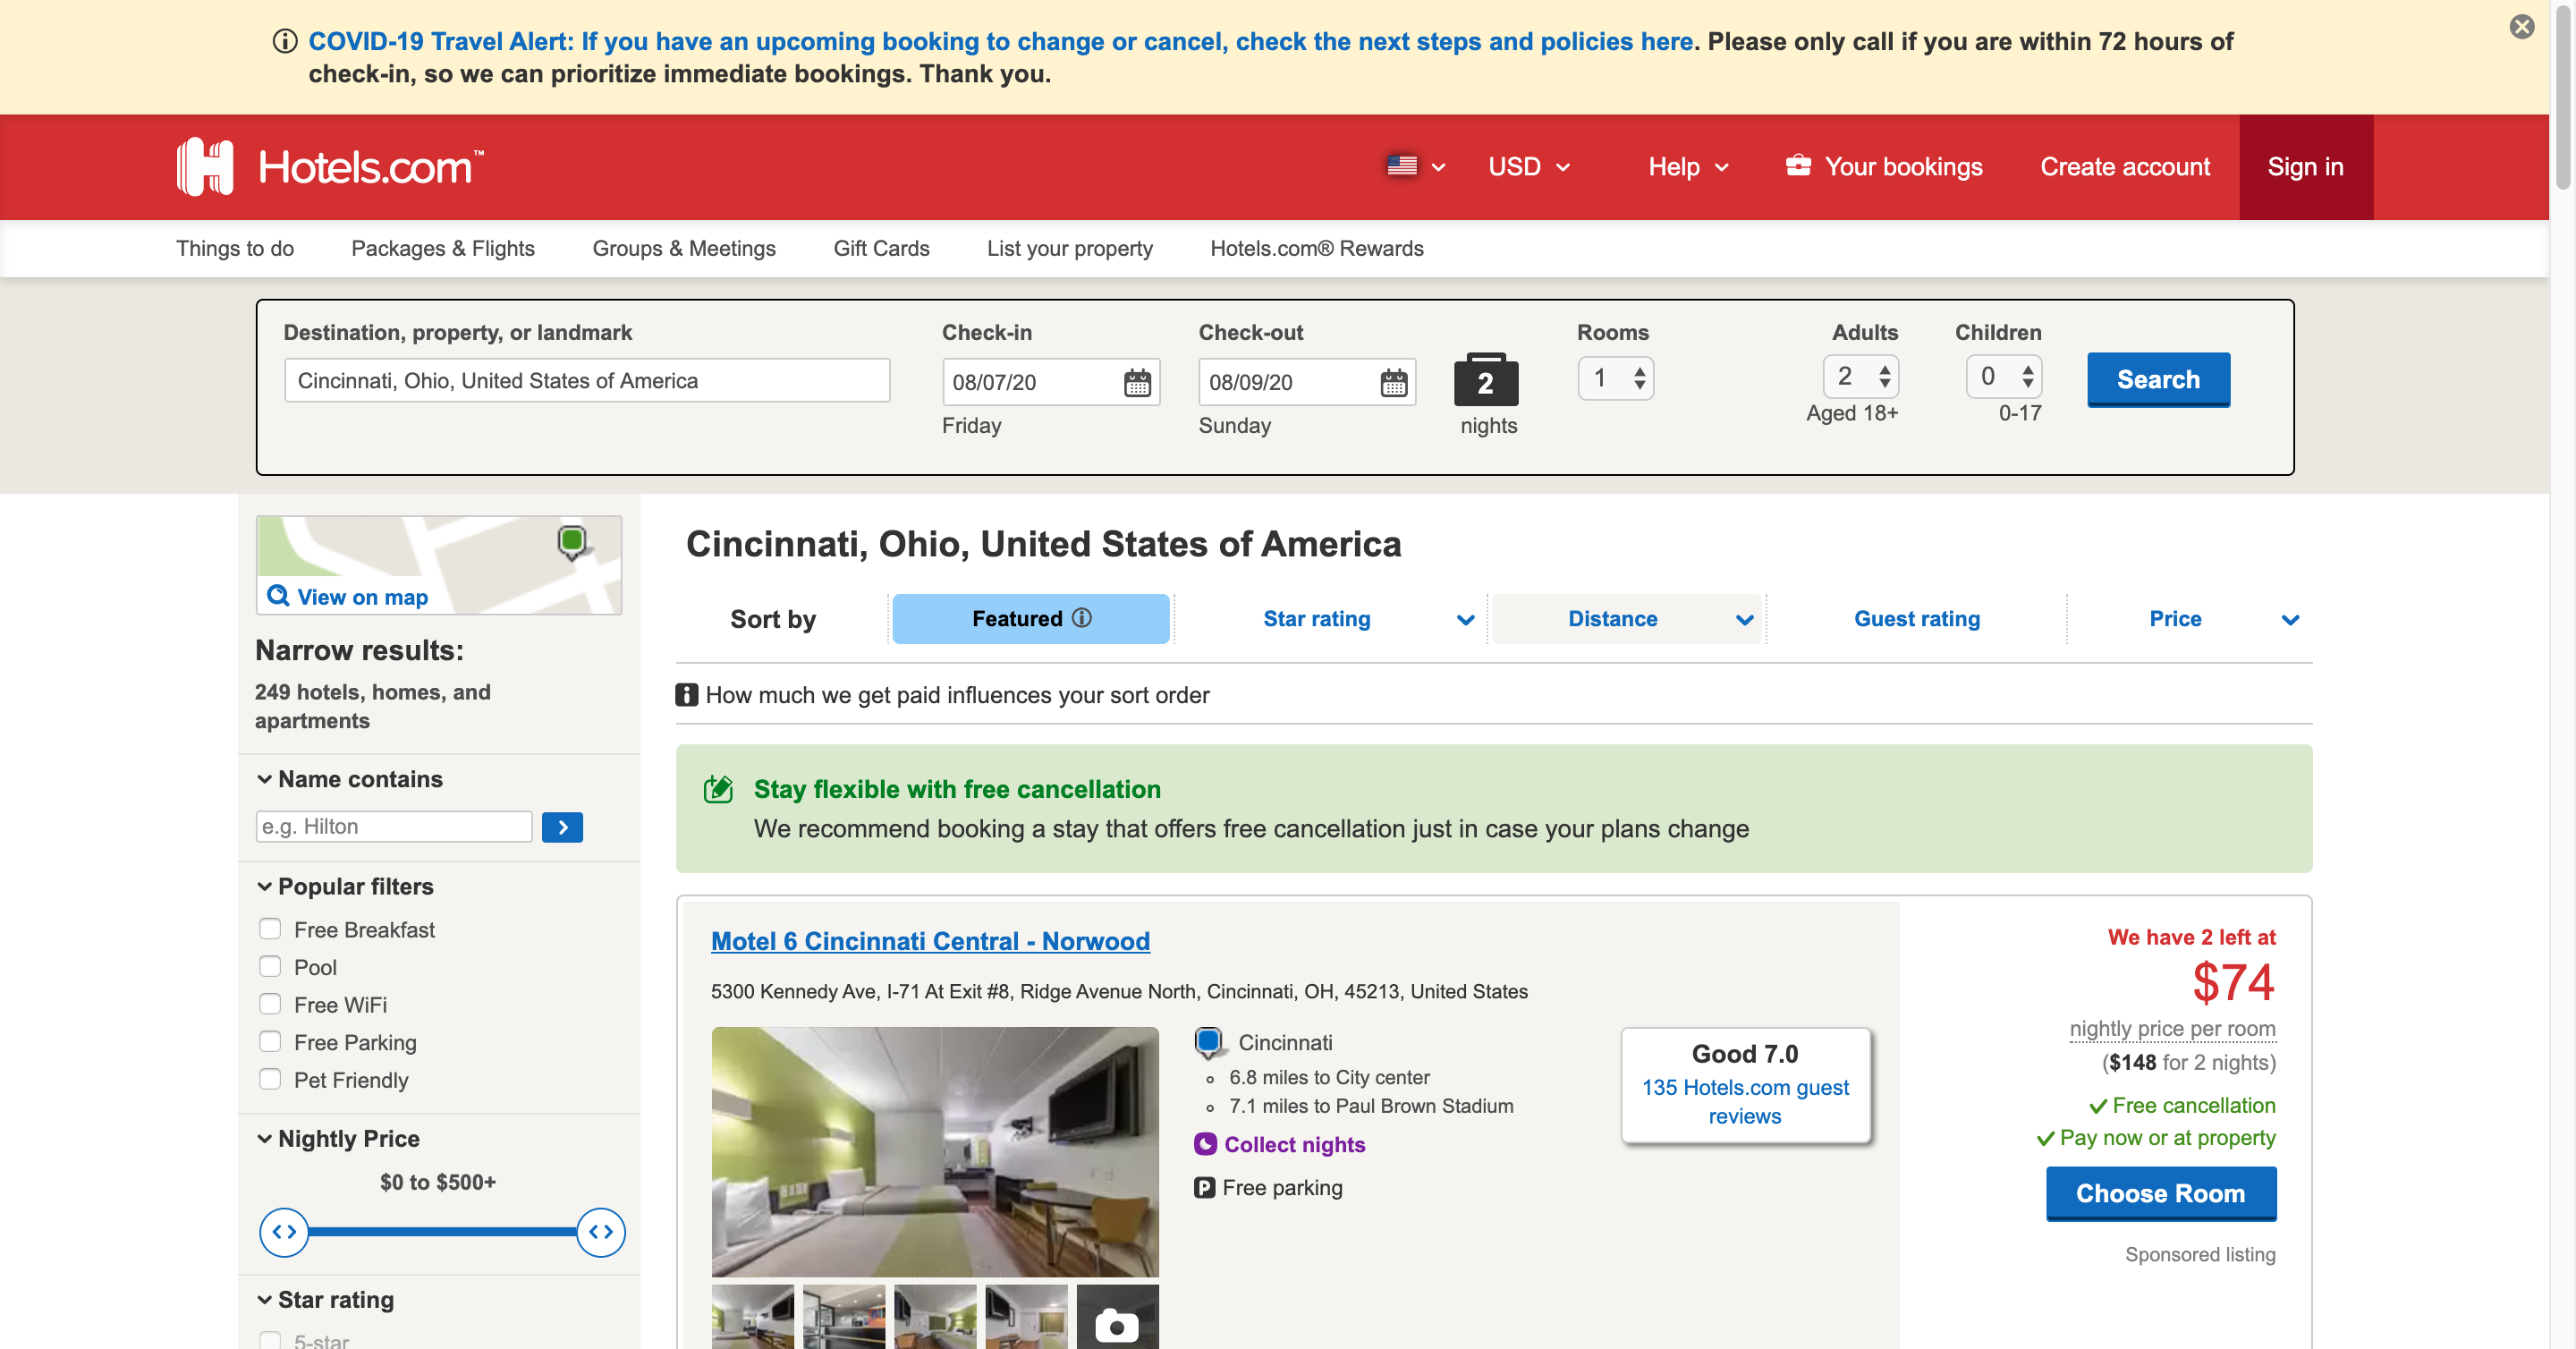 COVID-19 Travel Alert: If you have an upcoming booking to change or cancel, check the next steps and policies here. Please only call if you are within 72 hours of
check-in, so we can prioritize immediate bookings. Thank you.
Hotels.com™
USD
Help
Your bookings
Create account
Sign in
Things to do
Packages & Flights
Groups & Meetings
Gift Cards
List your property
Hotels.com® Rewards
Destination, property, or landmark
Cincinnati, Ohio, United States of America
Check-in
08/07/20
Friday
Check-out
08/09/20
Sunday
2
nights
Rooms
1
Adults
2
Aged 18+
Children
0
0-17
Search
View on map
Narrow results:
249 hotels, homes, and
apartments
Name contains
e.g. Hilton
Popular filters
Free Breakfast
Pool
Free WiFi
Free Parking
Pet Friendly
Nightly Price
$0 to $500+
Star rating
5-star
Cincinnati, Ohio, United States of America
Sort by
Featured
Star rating
Distance
Guest rating
Price
How much we get paid influences your sort order
Stay flexible with free cancellation
We recommend booking a stay that offers free cancellation just in case your plans change
Motel 6 Cincinnati Central - Norwood
5300 Kennedy Ave, I-71 At Exit #8, Ridge Avenue North, Cincinnati, OH, 45213, United States
Cincinnati
6.8 miles to City center
7.1 miles to Paul Brown Stadium
Collect nights
P Free parking
Good 7.0
135 Hotels.com guest
reviews
We have 2 left at
$74
nightly price per room
($148 for 2 nights)
Free cancellation
Pay now or at property
Choose Room
Sponsored listing